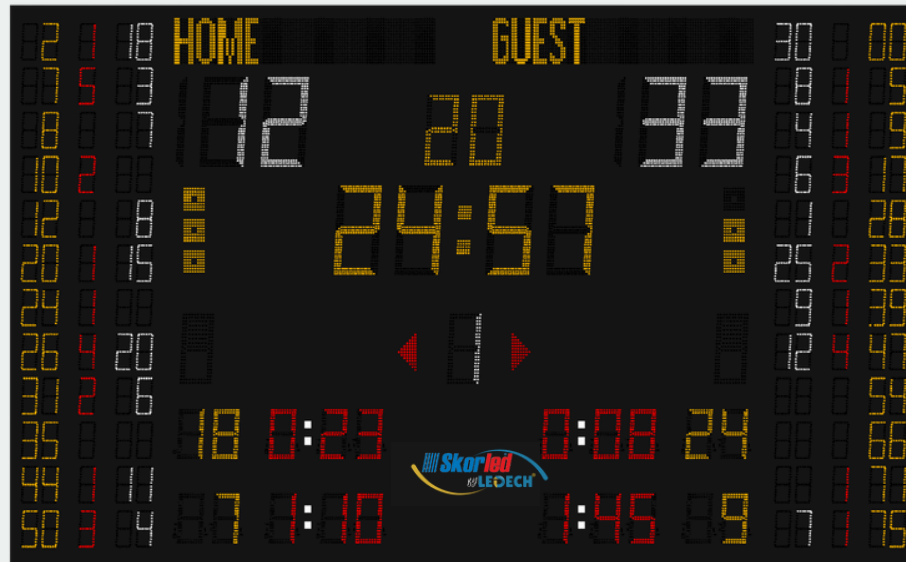 2 1 18 HOME GUEST 30 00
7 5 3 8 1 5
12 20 33
8 7 4 1 9
10 2 6 3
12 8 24:57 1 28
20 1 15 25 2 33
24 1 9 1 39
26 4 20 1 12 4
31 2 6 54
35 18 0:23 0:08 24 66
Skorled
by LEDECH®
44 1 11 1
50 3 4 7 1:10 1:45 9 7 1 75